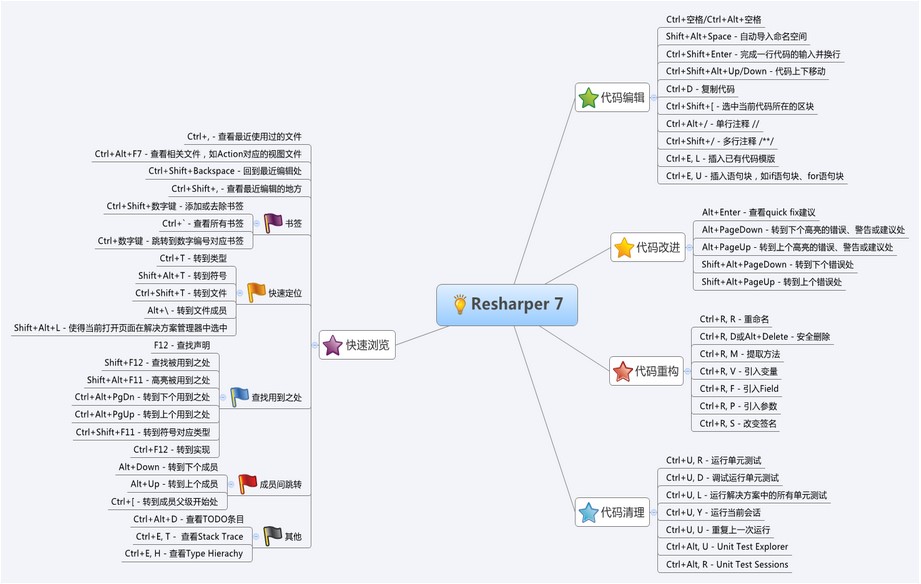 Resharper 7
代码编辑
Ctrl+空格/Ctrl+Alt+空格
Shift+Alt+Space - 自动导入命名空间
Ctrl+Shift+Enter - 完成一行代码的输入并换行
Ctrl+Shift+Alt+Up/Down - 代码上下移动
Ctrl+D - 复制代码
Ctrl+Shift+[ - 选中当前代码所在的区块
Ctrl+Alt+/ - 单行注释 //
Ctrl+Shift+/ - 多行注释 /**/
Ctrl+E, L - 插入已有代码模版
Ctrl+E, U - 插入语句块，如if语句块、for语句块
代码改进
Alt+Enter - 查看quick fix建议
Alt+PageDown - 转到下个高亮的错误、警告或建议处
Alt+PageUp - 转到上个高亮的错误、警告或建议处
Shift+Alt+PageDown - 转到下个错误处
Shift+Alt+PageUp - 转到上个错误处
代码重构
Ctrl+R, R - 重命名
Ctrl+R, D或Alt+Delete - 安全删除
Ctrl+R, M - 提取方法
Ctrl+R, V - 引入变量
Ctrl+R, F - 引入Field
Ctrl+R, P - 引入参数
Ctrl+R, S - 改变签名
代码清理
Ctrl+U, R - 运行单元测试
Ctrl+U, D - 调试运行单元测试
Ctrl+U, L - 运行解决方案中的所有单元测试
Ctrl+U, Y - 运行当前会话
Ctrl+U, U - 重复上一次运行
Ctrl+Alt, U - Unit Test Explorer
Ctrl+Alt, R - Unit Test Sessions
快速浏览
Ctrl+, - 查看最近使用过的文件
Ctrl+Alt+F7 - 查看相关文件，如Action对应的视图文件
Ctrl+Shift+Backspace - 回到最近编辑处
Ctrl+Shift+, - 查看最近编辑的地方
书签
Ctrl+Shift+数字键 - 添加或去除书签
Ctrl+` - 查看所有书签
Ctrl+数字键 - 跳转到数字编号对应书签
快速定位
Ctrl+T - 转到类型
Shift+Alt+T - 转到符号
Ctrl+Shift+T - 转到文件
Alt+\ - 转到文件成员
Shift+Alt+L - 使得当前打开页面在解决方案管理器中选中
查找用到之处
F12 - 查找声明
Shift+F12 - 查找被用到之处
Shift+Alt+F11 - 高亮被用到之处
Ctrl+Alt+PgDn - 转到下个用到之处
Ctrl+Alt+PgUp - 转到上个用到之处
Ctrl+Shift+F11 - 转到符号对应类型
Ctrl+F12 - 转到实现
成员间跳转
Alt+Down - 转到下个成员
Alt+Up - 转到上个成员
Ctrl+[ - 转到成员父级开始处
其他
Ctrl+Alt+D - 查看TODO条目
Ctrl+E, T - 查看Stack Trace
Ctrl+E, H - 查看Type Hierachy